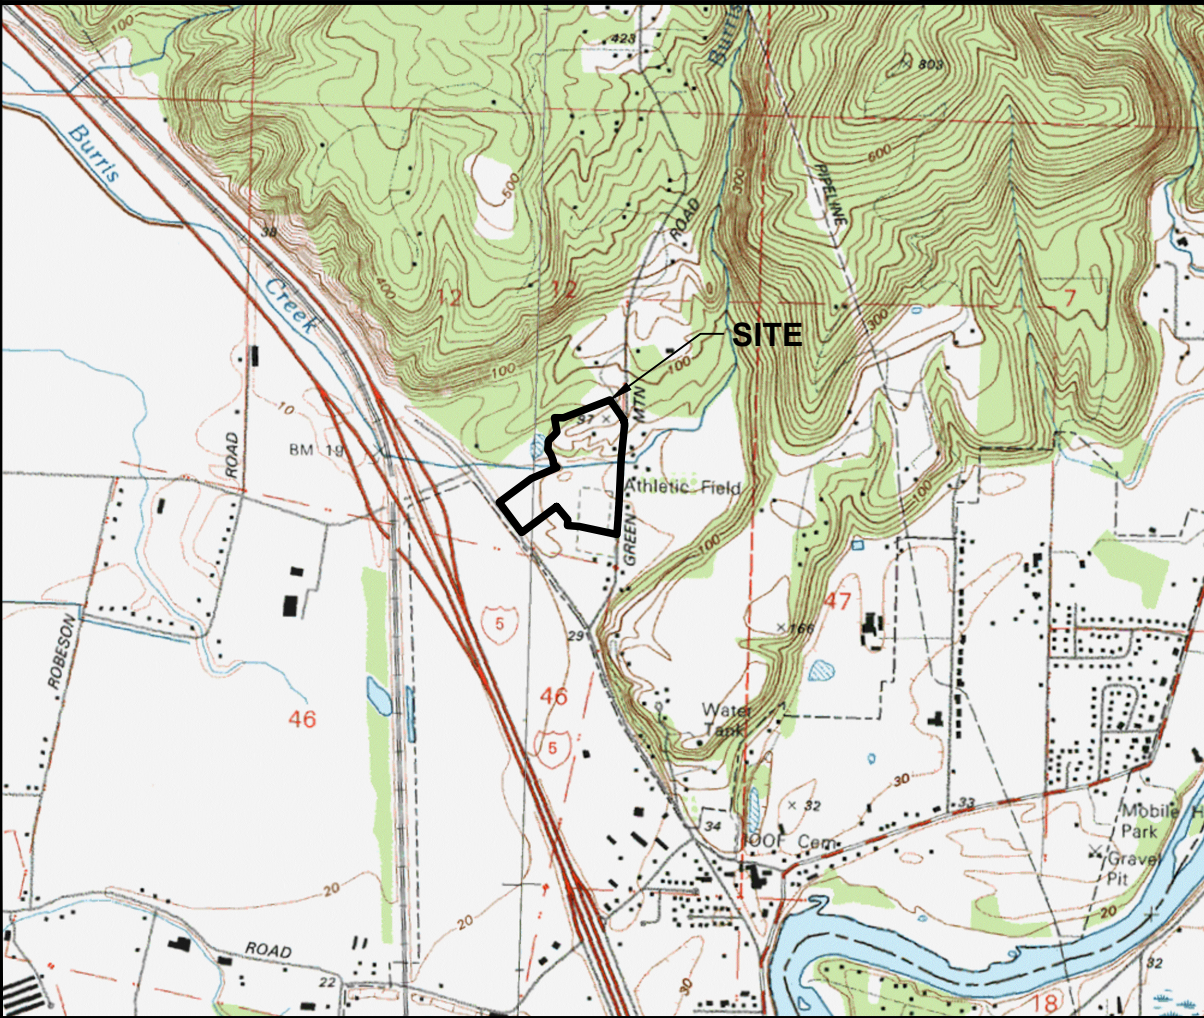 100
423
Burris
803
Burris
600
500
300
PIPELINE
ROAD
38
Creek
400
12
12
7
300
SITE
100
100
MTN
97
10
ROAD
BM 19
Athletic Field
GREEN
100
100
47
5
29
166
ROBESON
46
46
Water
Tank
5
30
32
33
34
Mobile H
Park
IOOF Cem
Gravel
Pit
20
20
20
ROAD
22
30
32
18